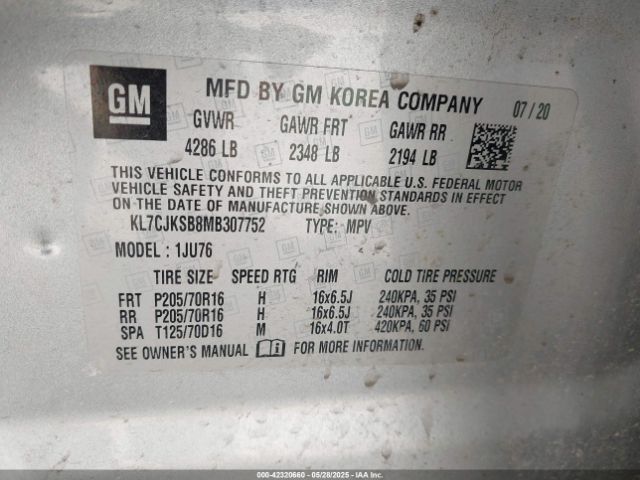 GM MFD BY GM KOREA COMPANY 07/20
GVWR GAWR FRT GAWR RR
4286 LB 2348 LB 2194 LB
THIS VEHICLE CONFORMS TO ALL APPLICABLE U.S. FEDERAL MOTOR
VEHICLE SAFETY AND THEFT PREVENTION STANDARDS IN EFFECT
ON THE DATE OF MANUFACTURE SHOWN ABOVE.
KL7CJKSB8MB307752 TYPE: MPV
MODEL: 1JU76
TIRE SIZE SPEED RTG RIM COLD TIRE PRESSURE
FRT P205/70R16 H 16x6.5J 240KPA, 35 PSI
RR P205/70R16 H 16x6.5J 240KPA, 35 PSI
SPA T125/70D16 M 16x4.0T 420KPA, 60 PSI
SEE OWNER'S MANUAL FOR MORE INFORMATION.
000-42320660 - 05/28/2025 - IAAI.COM